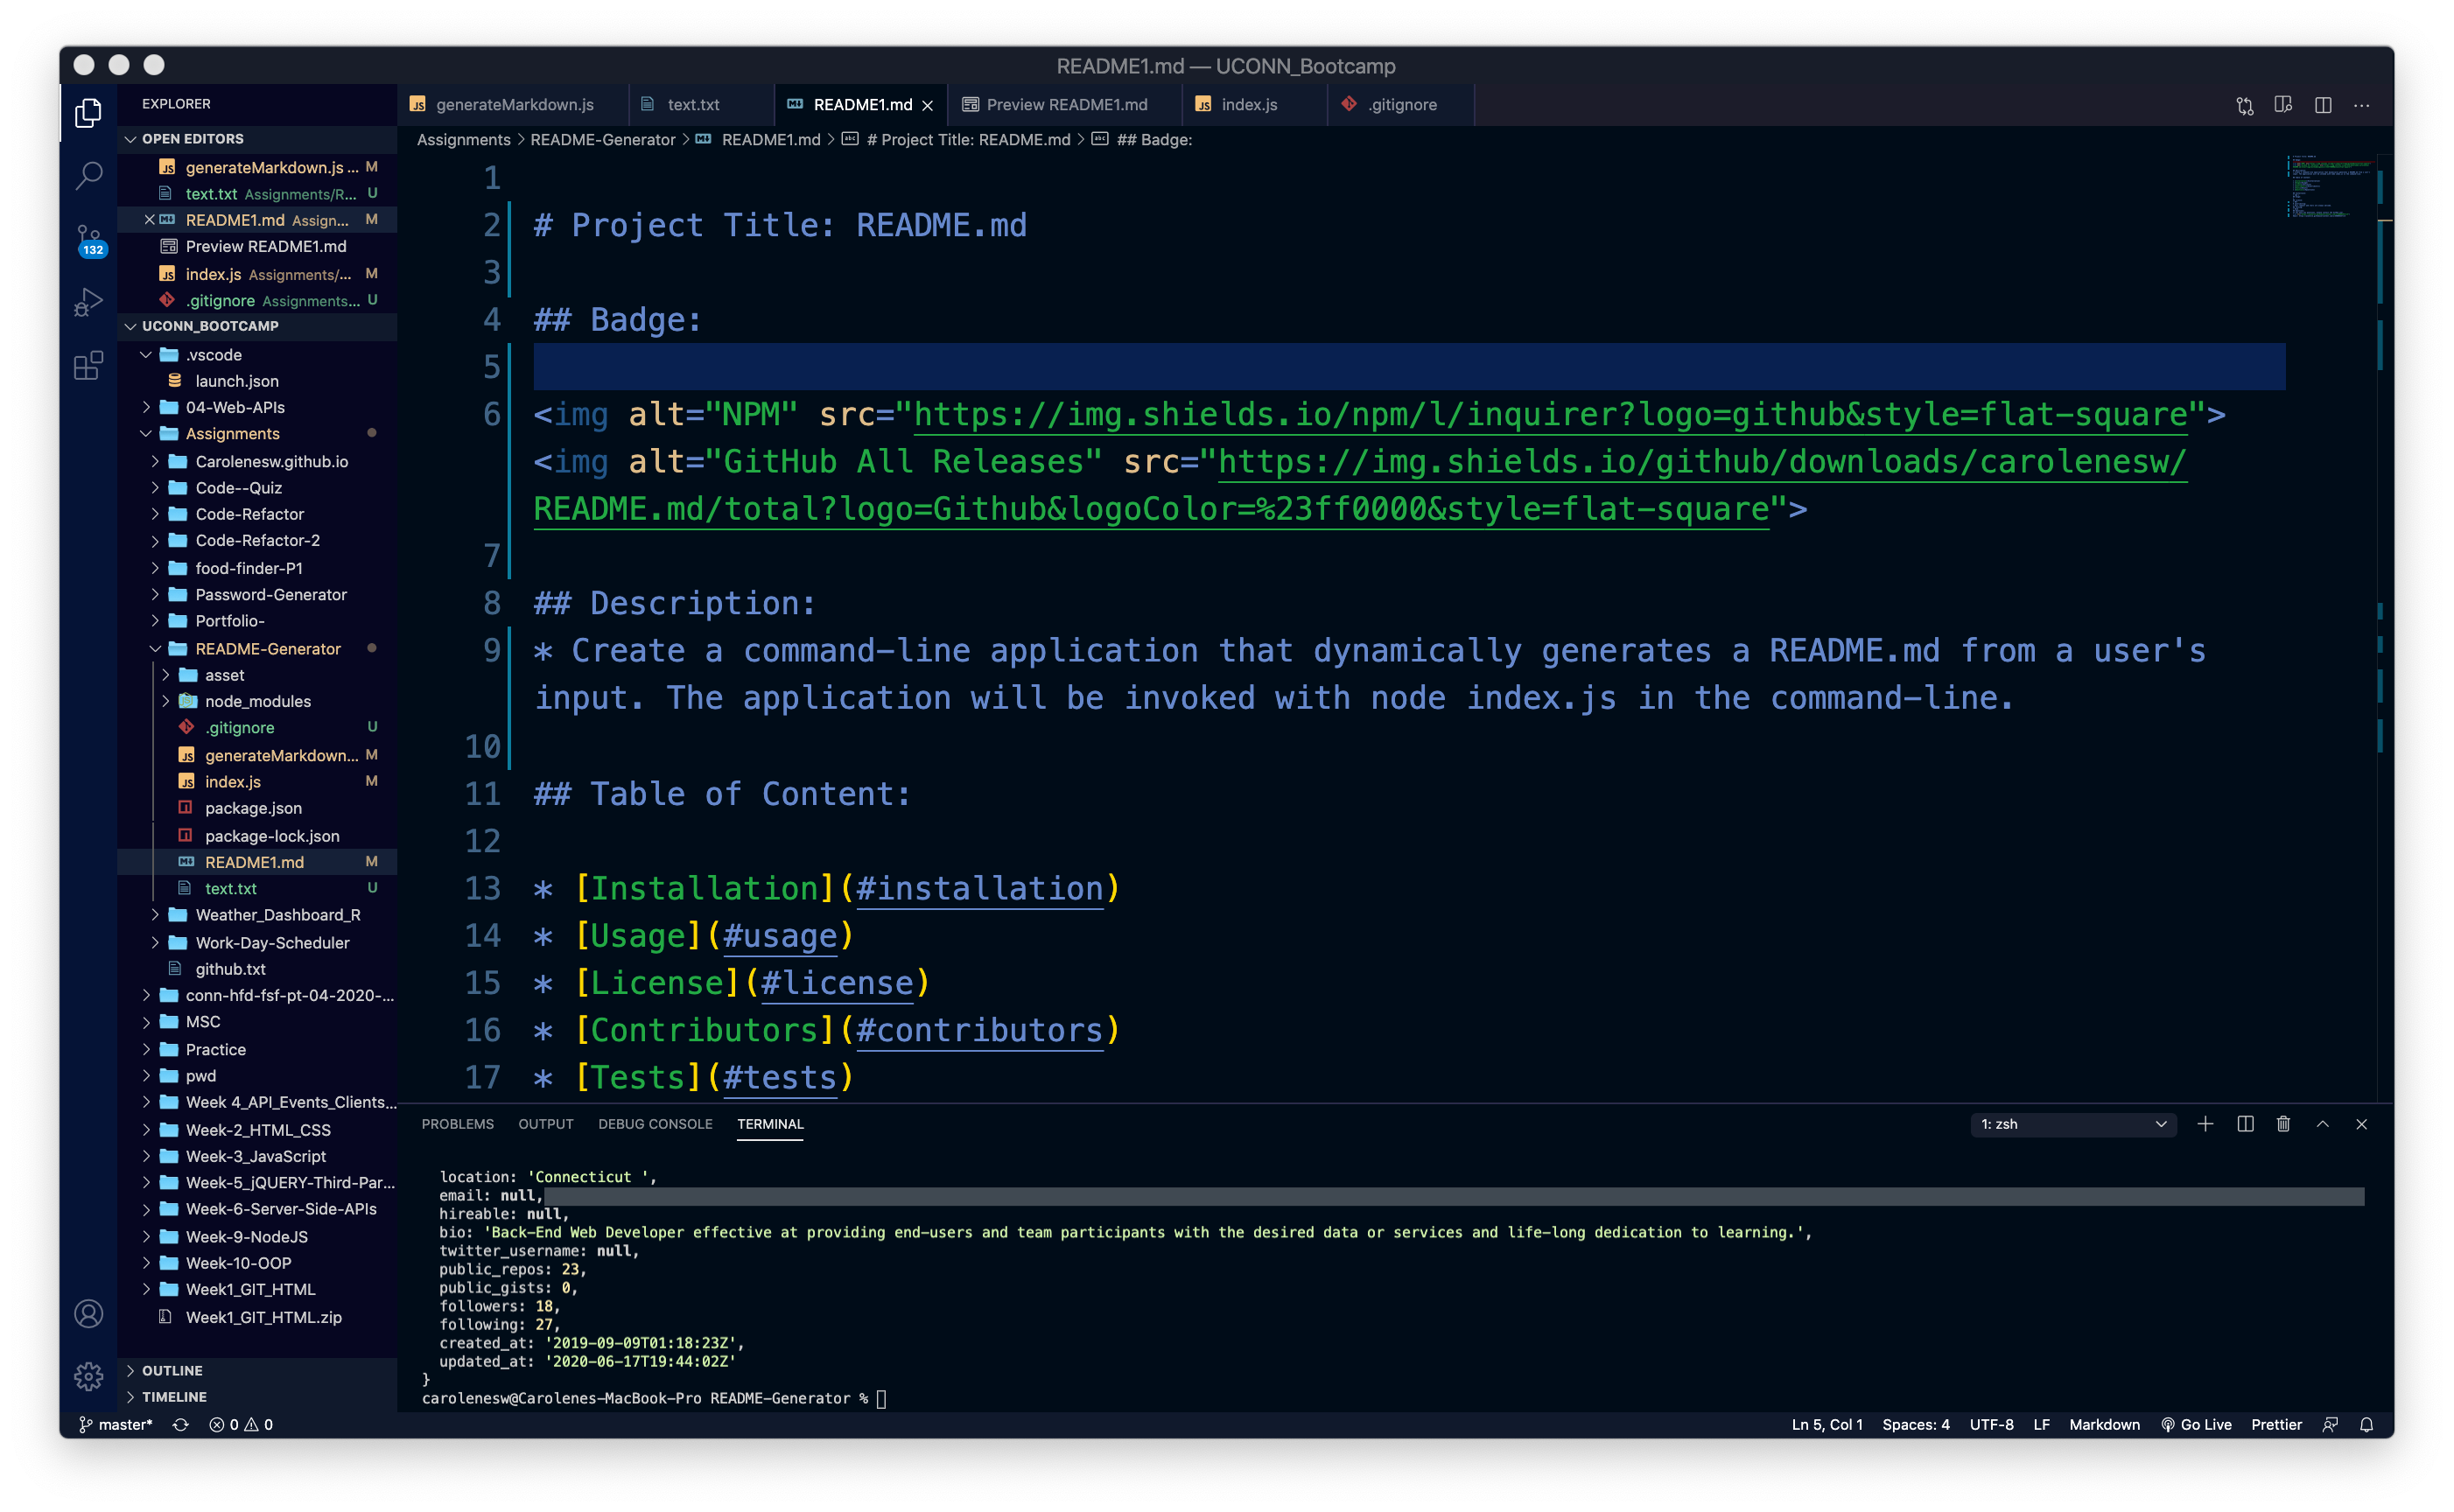 README1.md — UCONN_Bootcamp
EXPLORER
OPEN EDITORS
generateMarkdown.js ... M
text.txt Assignments/R... U
README1.md Assign... M
Preview README1.md
index.js Assignments/... M
.gitignore Assignments... U
UCONN_BOOTCAMP
.vscode
launch.json
04-Web-APIs
Assignments
Carolenesw.github.io
Code--Quiz
Code-Refactor
Code-Refactor-2
food-finder-P1
Password-Generator
Portfolio-
README-Generator
asset
node_modules
.gitignore U
generateMarkdown... M
index.js M
package.json
package-lock.json
README1.md M
text.txt U
Weather_Dashboard_R
Work-Day-Scheduler
github.txt
conn-hfd-fsf-pt-04-2020-...
MSC
Practice
pwd
Week 4_API_Events_Clients...
Week-2_HTML_CSS
Week-3_JavaScript
Week-5_jQUERY-Third-Par...
Week-6-Server-Side-APIs
Week-9-NodeJS
Week-10-OOP
Week1_GIT_HTML
Week1_GIT_HTML.zip
OUTLINE
TIMELINE
132
generateMarkdown.js text.txt README1.md Preview README1.md index.js .gitignore
Assignments > README-Generator > README1.md > # Project Title: README.md > ## Badge:
1
2 # Project Title: README.md
3
4 ## Badge:
5
6 <img alt="NPM" src="https://img.shields.io/npm/l/inquirer?logo=github&style=flat-square">
<img alt="GitHub All Releases" src="https://img.shields.io/github/downloads/carolenesw/
README.md/total?logo=Github&logoColor=%23ff0000&style=flat-square">
7
8 ## Description:
9 * Create a command-line application that dynamically generates a README.md from a user's
input. The application will be invoked with node index.js in the command-line.
10
11 ## Table of Content:
12
13 * [Installation](#installation)
14 * [Usage](#usage)
15 * [License](#license)
16 * [Contributors](#contributors)
17 * [Tests](#tests)
PROBLEMS OUTPUT DEBUG CONSOLE TERMINAL 1: zsh
location: 'Connecticut ',
email: null,
hireable: null,
bio: 'Back-End Web Developer effective at providing end-users and team participants with the desired data or services and life-long dedication to learning.',
twitter_username: null,
public_repos: 23,
public_gists: 0,
followers: 18,
following: 27,
created_at: '2019-09-09T01:18:23Z',
updated_at: '2020-06-17T19:44:02Z'
}
carolenesw@Carolenes-MacBook-Pro README-Generator %
master* 0 0 Ln 5, Col 1 Spaces: 4 UTF-8 LF Markdown Go Live Prettier